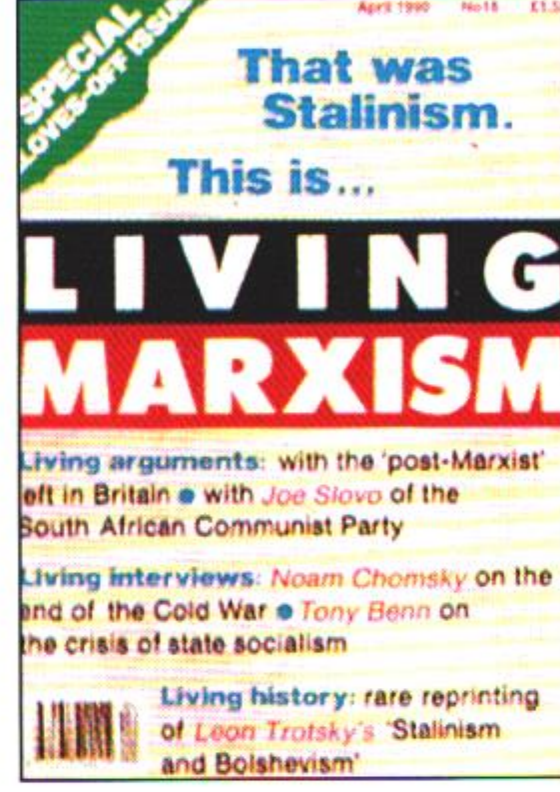 SPECIAL
LOVES-OFF ISSUE
April 1990 No18 £1.5
That was
Stalinism.
This is...
LIVING
MARXISM
Living arguments: with the 'post-Marxist'
eft in Britain ● with Joe Slovo of the
South African Communist Party
Living interviews: Noam Chomsky on the
end of the Cold War ● Tony Benn on
the crisis of state socialism
Living history: rare reprinting
of Leon Trotsky's 'Stalinism
and Bolshevism'